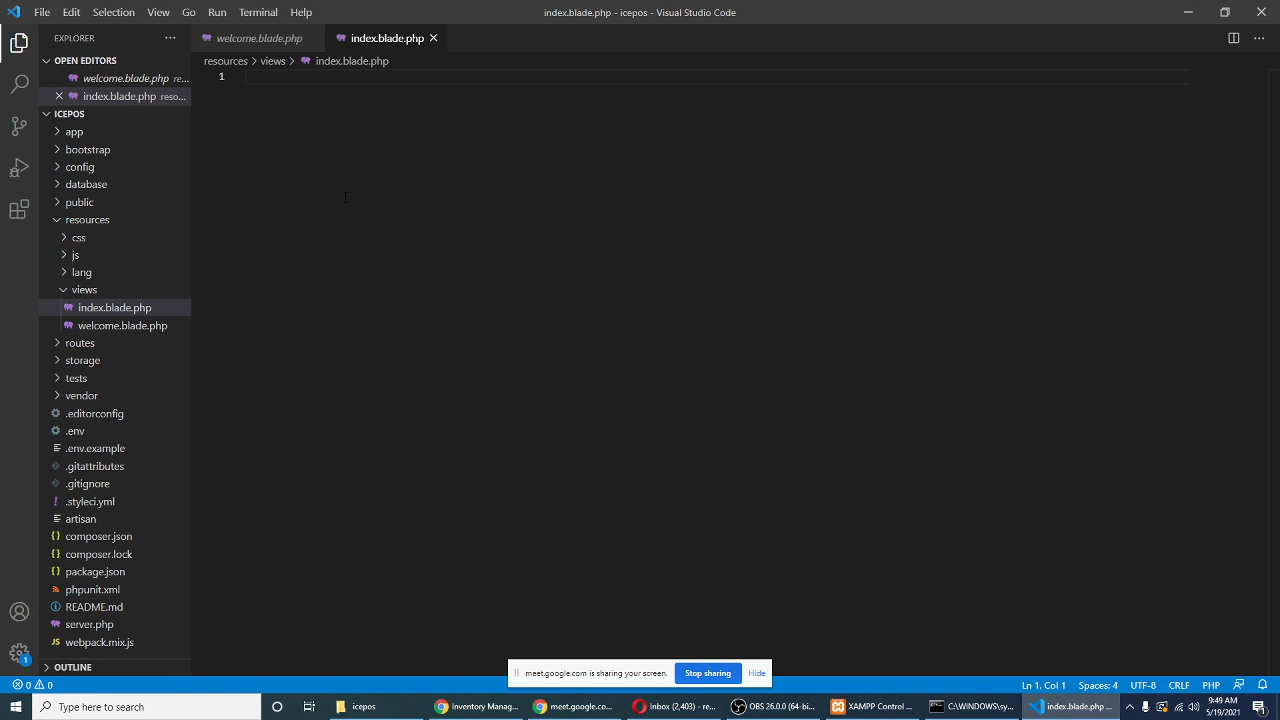 File Edit Selection View Go Run Terminal Help
index.blade.php - icepos - Visual Studio Code
EXPLORER
welcome.blade.php
index.blade.php
OPEN EDITORS
welcome.blade.php re...
index.blade.php reso...
resources > views > index.blade.php
1
ICEPOS
app
bootstrap
config
database
public
resources
css
js
lang
views
index.blade.php
welcome.blade.php
routes
storage
tests
vendor
.editorconfig
.env
.env.example
.gitattributes
.gitignore
.styleci.yml
artisan
composer.json
composer.lock
package.json
phpunit.xml
README.md
server.php
webpack.mix.js
OUTLINE
meet.google.com is sharing your screen. Stop sharing Hide
1
0 0
Ln 1, Col 1 Spaces: 4 UTF-8 CRLF PHP
Type here to search
icepos
Inventory Manag...
meet.google.co...
Inbox (2,403) - re...
OBS 26.0.0 (64-bi...
XAMPP Control ...
C:\WINDOWS\sy...
index.blade.php ...
9:49 AM
5/19/2021
1